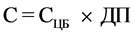 С = С_ЦБ × ДП